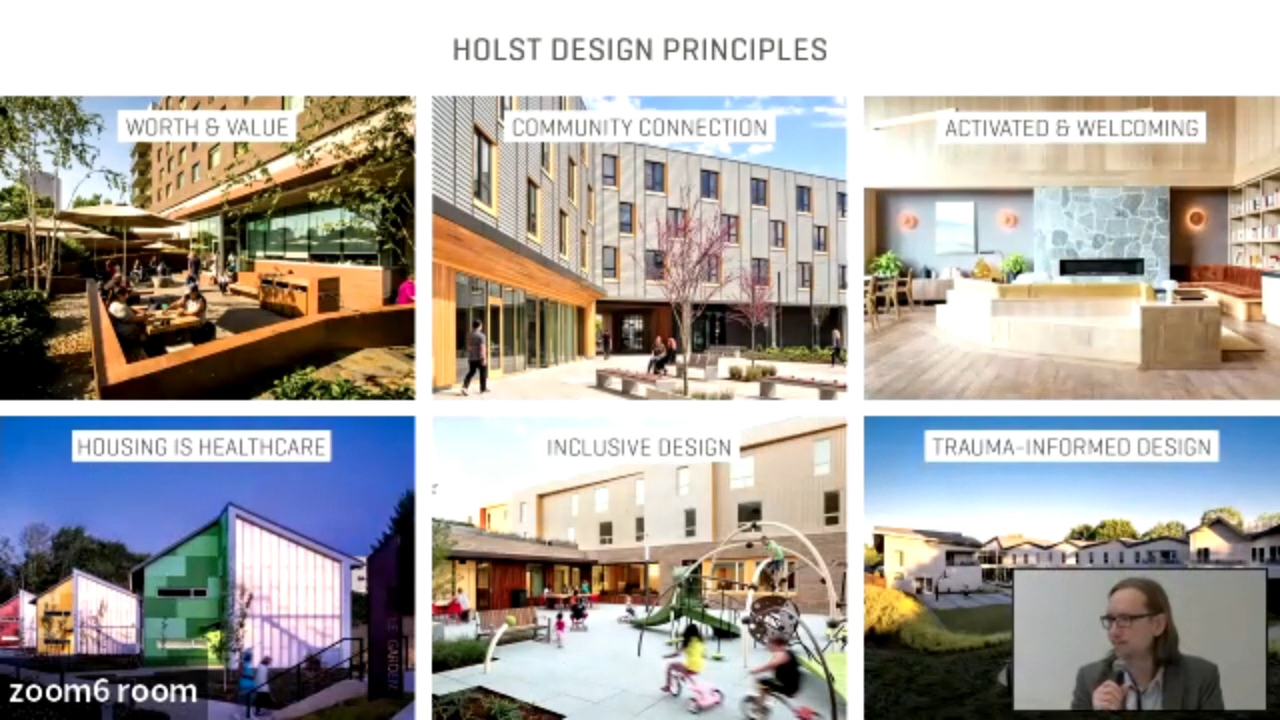 HOLST DESIGN PRINCIPLES
WORTH & VALUE
COMMUNITY CONNECTION
ACTIVATED & WELCOMING
HOUSING IS HEALTHCARE
INCLUSIVE DESIGN
TRAUMA-INFORMED DESIGN
GARDEN
zoom6 room